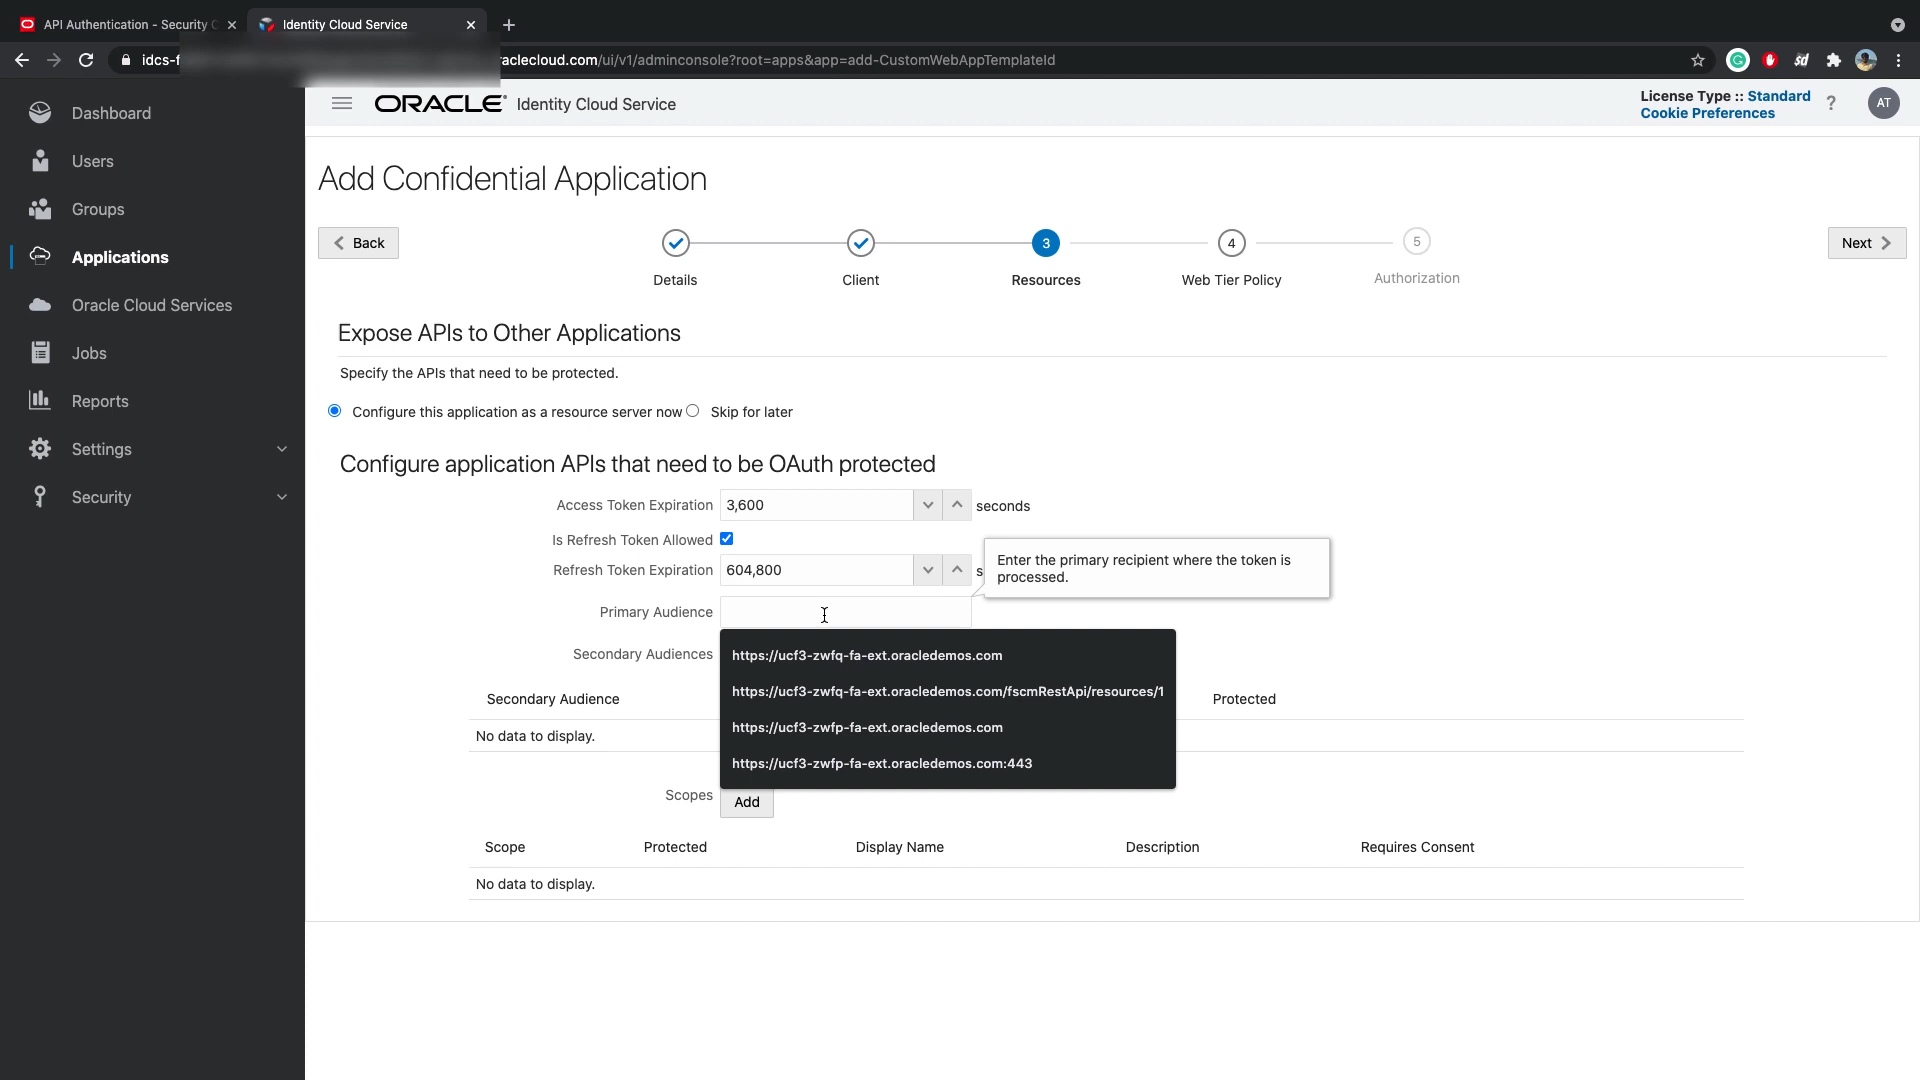 API Authentication - Security C
Identity Cloud Service
idcs-f
raclecloud.com/ui/v1/adminconsole?root=apps&app=add-CustomWebAppTemplateId
Dashboard
Users
Groups
Applications
Oracle Cloud Services
Jobs
Reports
Settings
Security
ORACLE Identity Cloud Service
License Type :: Standard
Cookie Preferences
?
AT
Add Confidential Application
Back
3
4
5
Next
Details
Client
Resources
Web Tier Policy
Authorization
Expose APIs to Other Applications
Specify the APIs that need to be protected.
Configure this application as a resource server now
Skip for later
Configure application APIs that need to be OAuth protected
Access Token Expiration 3,600 seconds
Is Refresh Token Allowed
Refresh Token Expiration 604,800 s
Enter the primary recipient where the token is
processed.
Primary Audience
Secondary Audiences
https://ucf3-zwfq-fa-ext.oracledemos.com
https://ucf3-zwfq-fa-ext.oracledemos.com/fscmRestApi/resources/1
https://ucf3-zwfp-fa-ext.oracledemos.com
https://ucf3-zwfp-fa-ext.oracledemos.com:443
Secondary Audience
Protected
No data to display.
Scopes
Add
Scope Protected Display Name Description Requires Consent
No data to display.